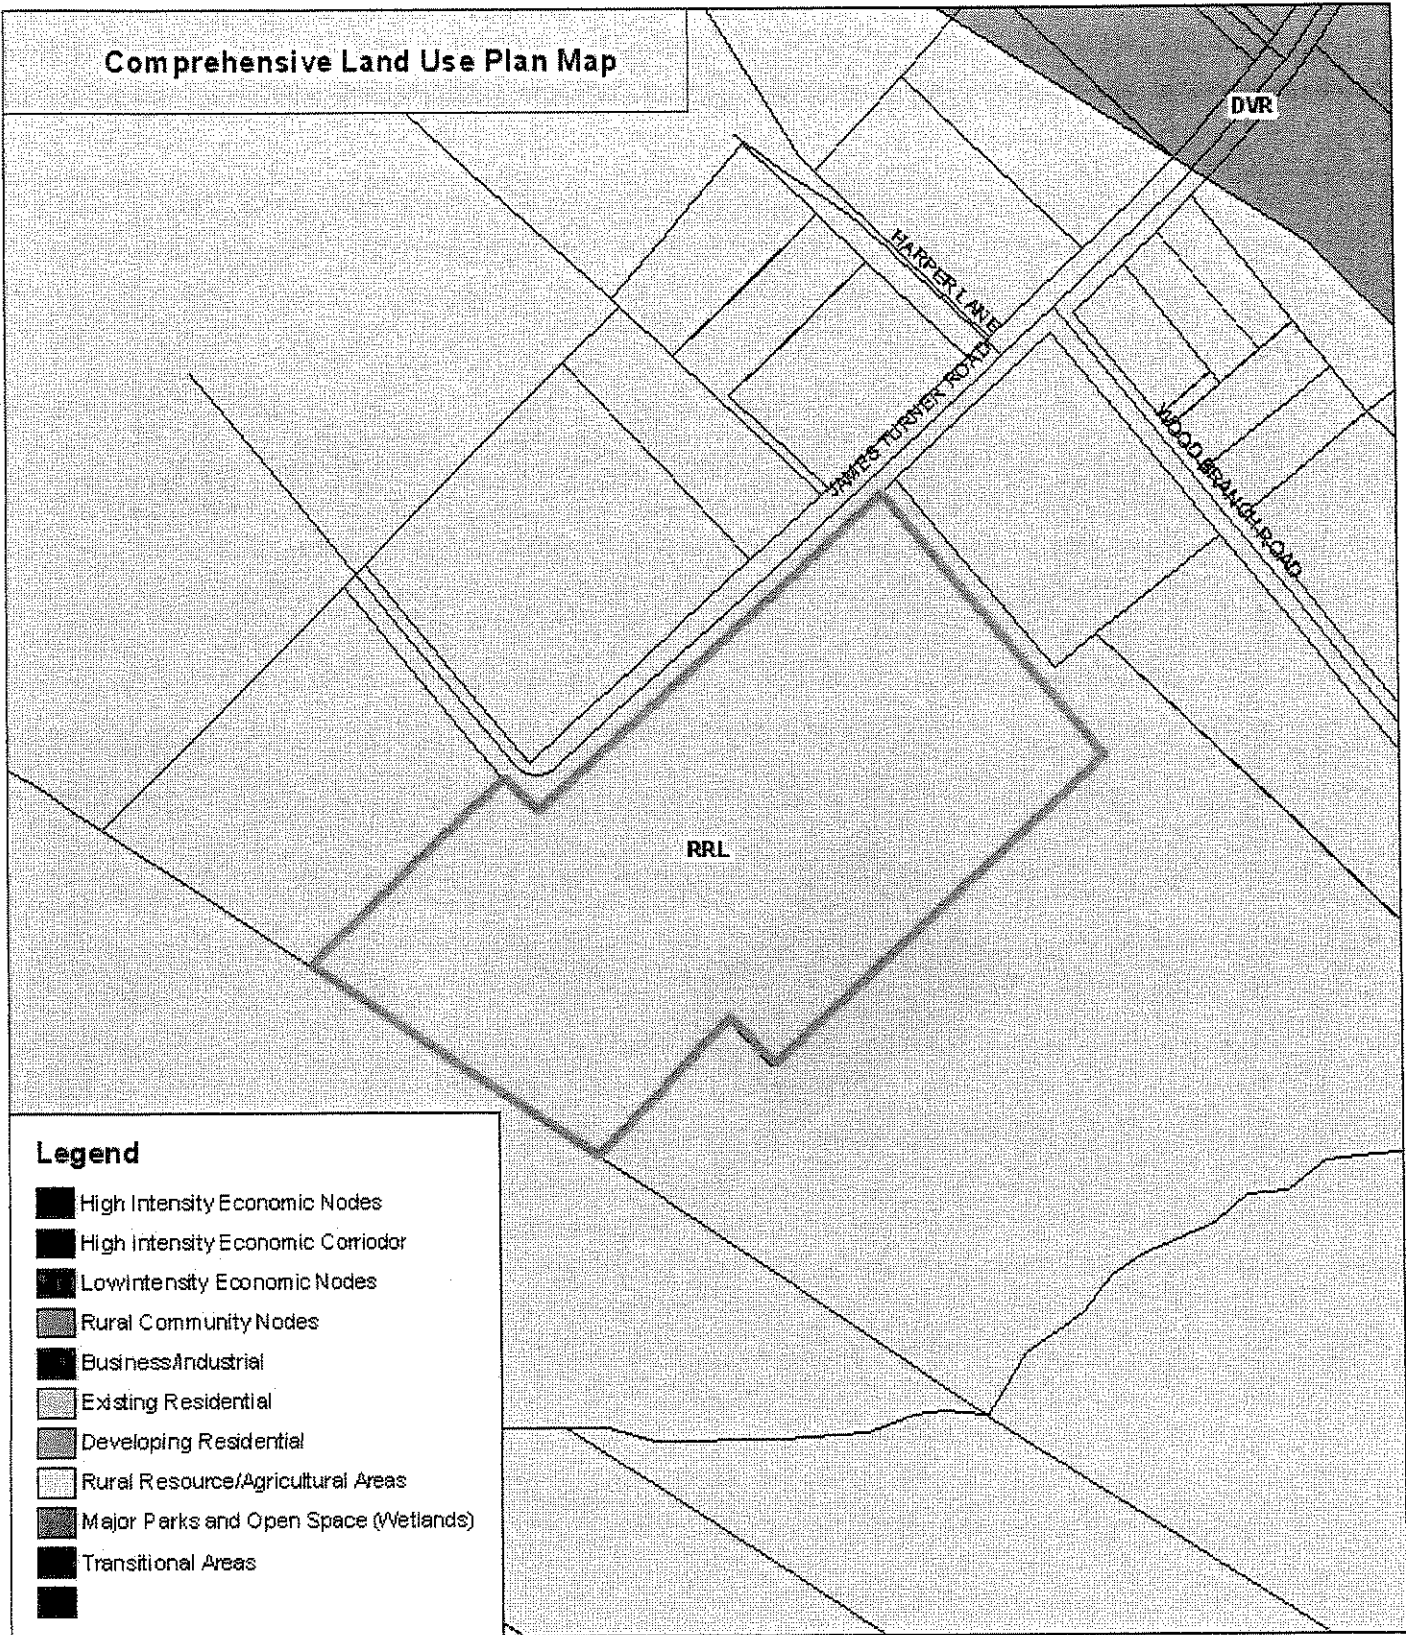 Comprehensive Land Use Plan Map
DVR
HARPER LANE
JAMES TURNER ROAD
WOOD BRANCH ROAD
RRL
Legend
High Intensity Economic Nodes
High intensity Economic Corriodor
Low Intensity Economic Nodes
Rural Community Nodes
Business/Industrial
Existing Residential
Developing Residential
Rural Resource/Agricultural Areas
Major Parks and Open Space (Wetlands)
Transitional Areas